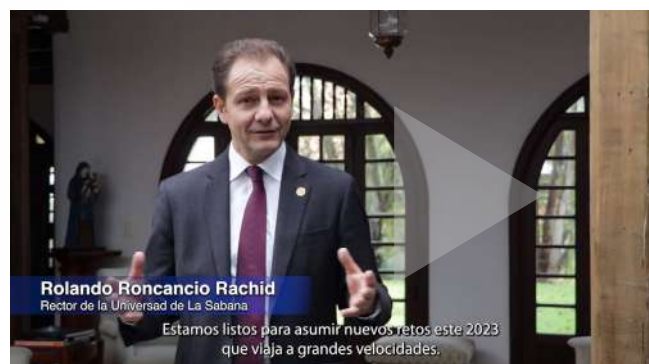 Rolando Roncancio Rachid
Rector de la Universad de La Sabana
Estamos listos para asumir nuevos retos este 2023
que viaja a grandes velocidades.